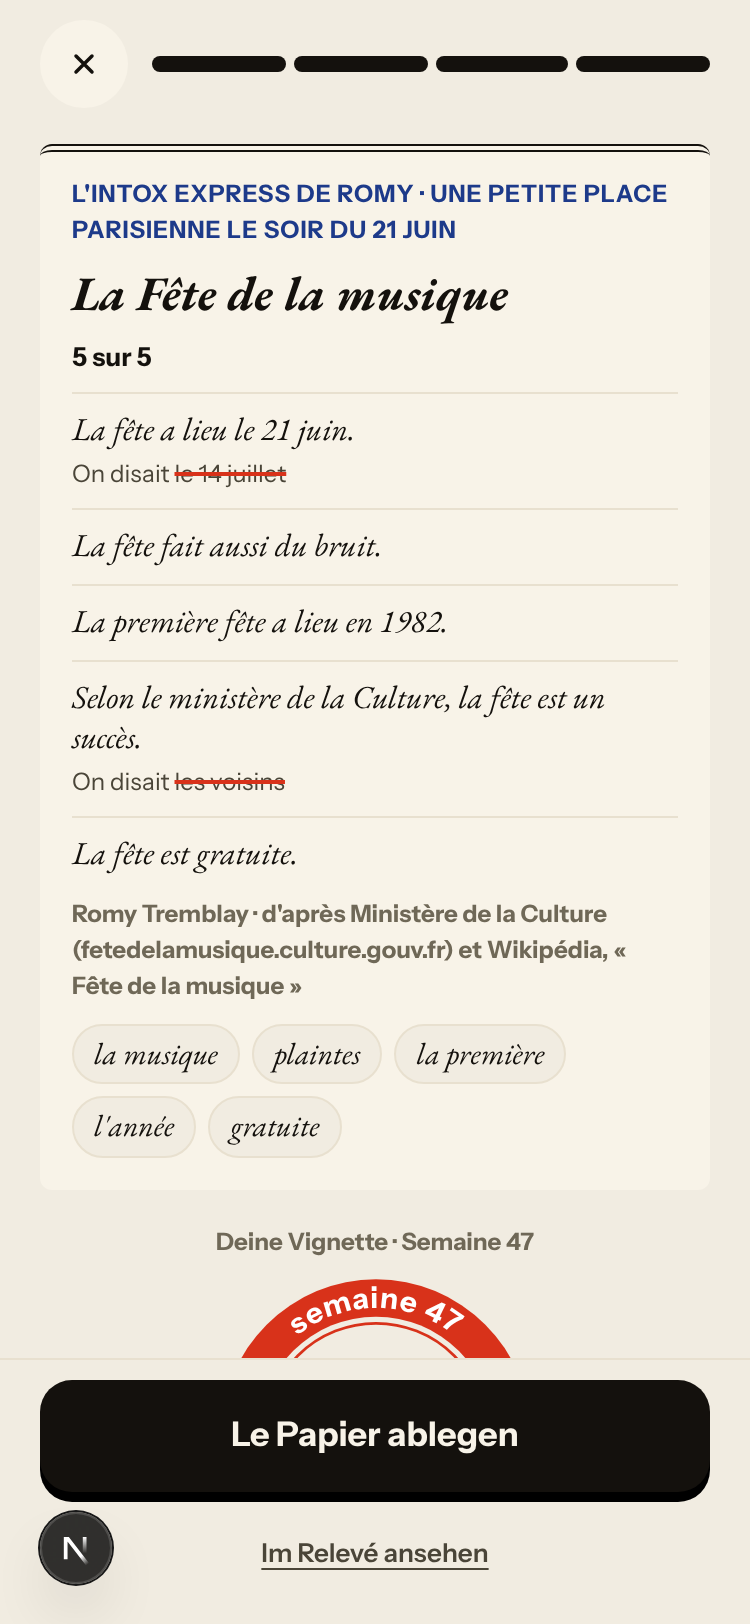 L'INTOX EXPRESS DE ROMY · UNE PETITE PLACE
PARISIENNE LE SOIR DU 21 JUIN
La Fête de la musique
5 sur 5
La fête a lieu le 21 juin.
On disait le 14 juillet
La fête fait aussi du bruit.
La première fête a lieu en 1982.
Selon le ministère de la Culture, la fête est un
succès.
On disait les voisins
La fête est gratuite.
Romy Tremblay · d'après Ministère de la Culture
(fetedelamusique.culture.gouv.fr) et Wikipédia, «
Fête de la musique »
la musique
plaintes
la première
l'année
gratuite
Deine Vignette · Semaine 47
semaine 47
Le Papier ablegen
N
Im Relevé ansehen